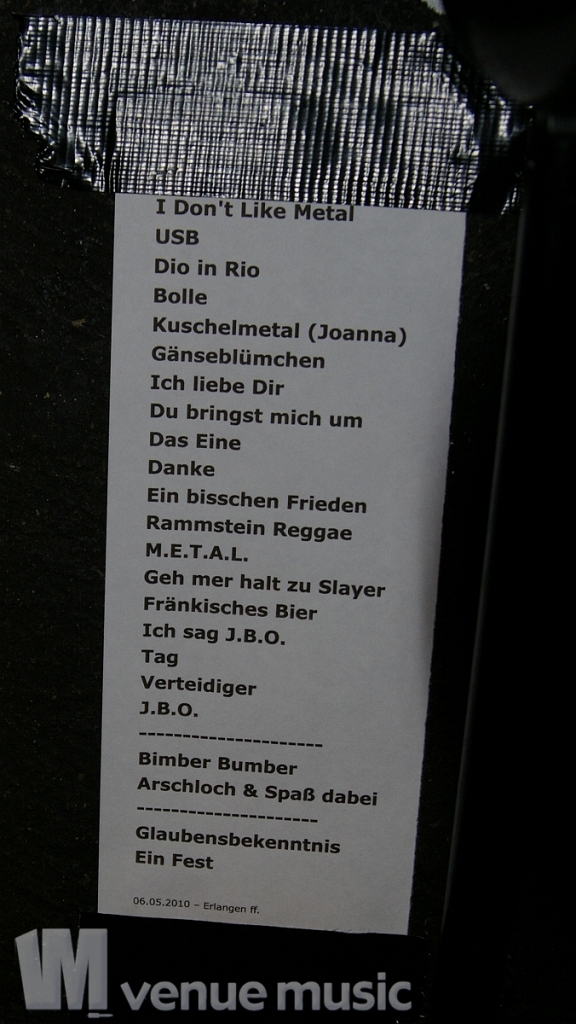 I Don't Like Metal
USB
Dio in Rio
Bolle
Kuschelmetal (Joanna)
Gänseblümchen
Ich liebe Dir
Du bringst mich um
Das Eine
Danke
Ein bisschen Frieden
Rammstein Reggae
M.E.T.A.L.
Geh mer halt zu Slayer
Fränkisches Bier
Ich sag J.B.O.
Tag
Verteidiger
J.B.O.
----------------------
Bimber Bumber
Arschloch & Spaß dabei
----------------------
Glaubensbekenntnis
Ein Fest
06.05.2010 – Erlangen ff.
VM venue music